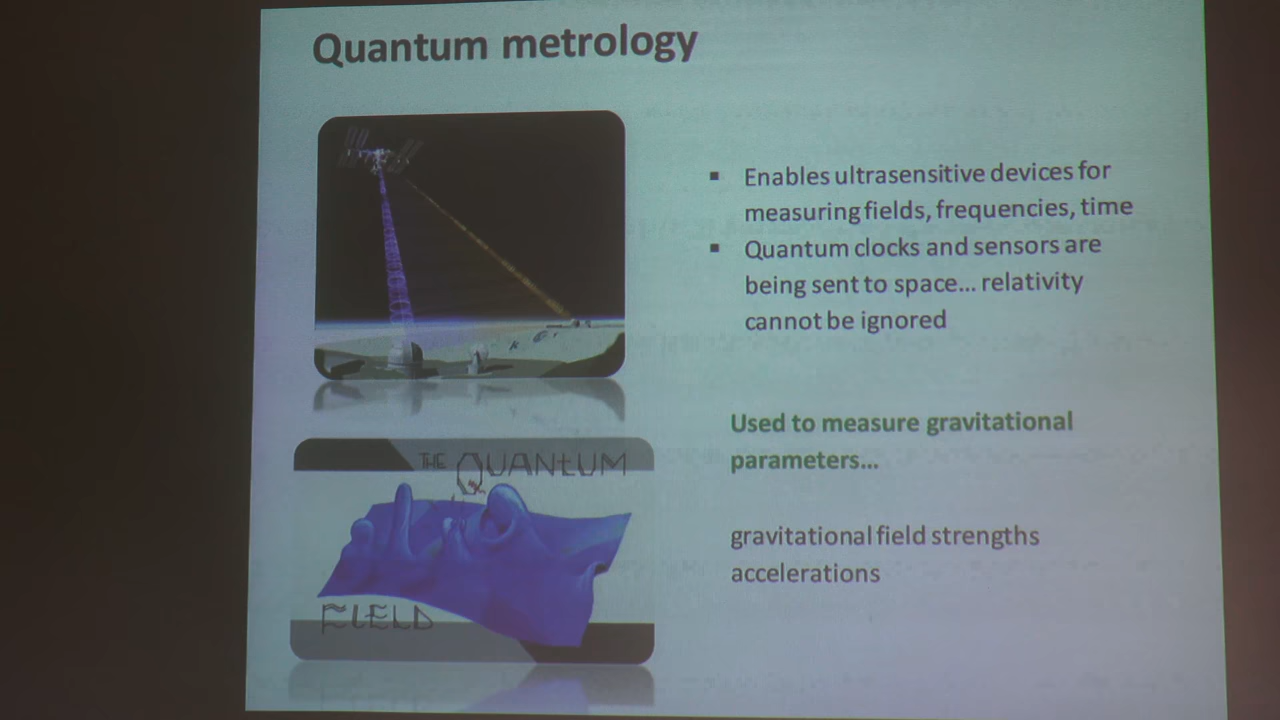 Quantum metrology
Enables ultrasensitive devices for
measuring fields, frequencies, time
Quantum clocks and sensors are
being sent to space... relativity
cannot be ignored
Used to measure gravitational
parameters...
gravitational field strengths
accelerations
THE QUANTUM
FIELD